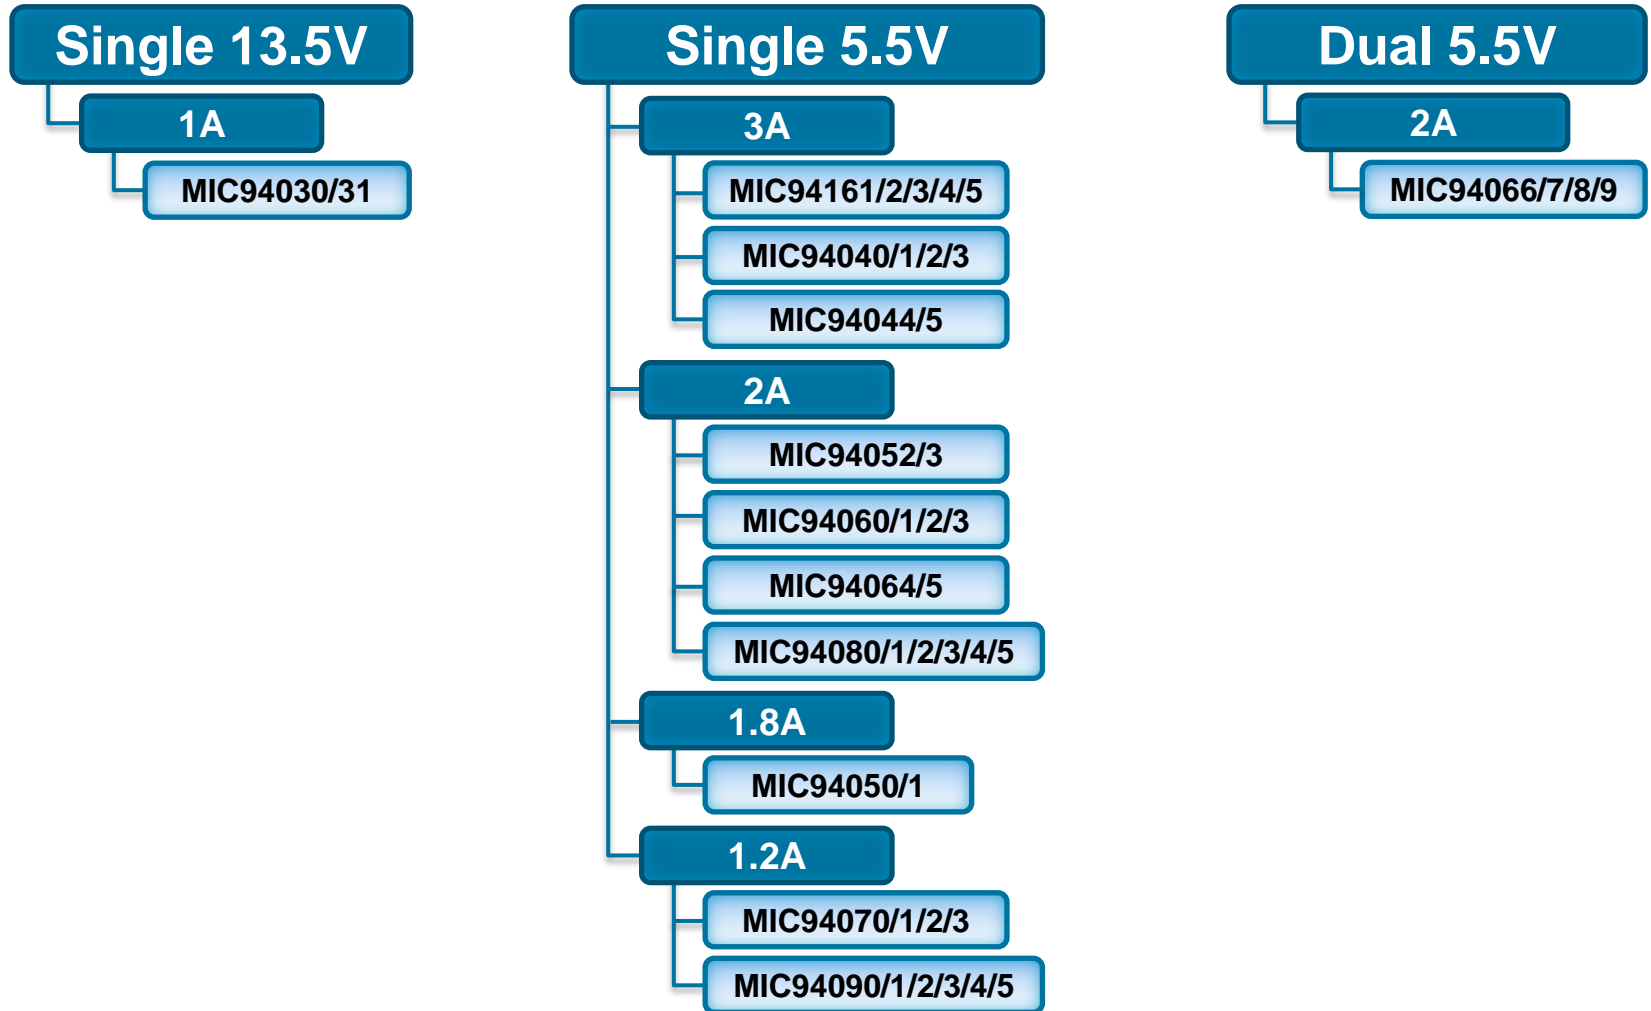 Single 13.5V
1A
MIC94030/31
Single 5.5V
3A
MIC94161/2/3/4/5
MIC94040/1/2/3
MIC94044/5
2A
MIC94052/3
MIC94060/1/2/3
MIC94064/5
MIC94080/1/2/3/4/5
1.8A
MIC94050/1
1.2A
MIC94070/1/2/3
MIC94090/1/2/3/4/5
Dual 5.5V
2A
MIC94066/7/8/9